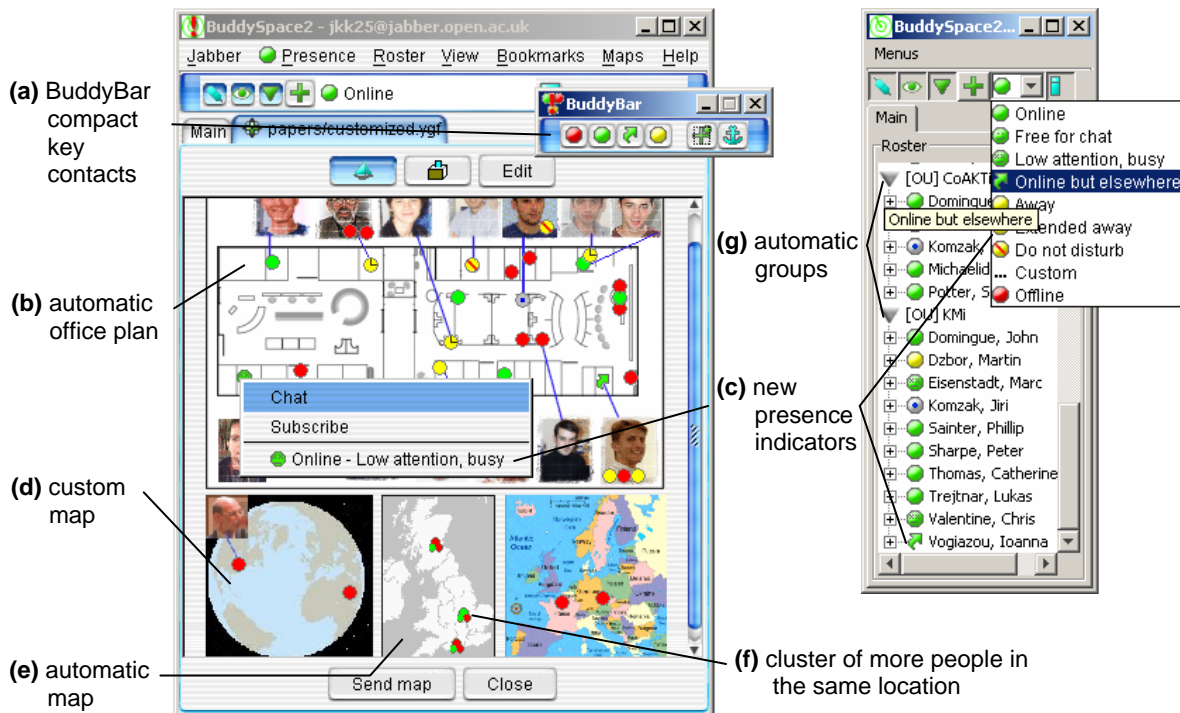 BuddySpace2 - jkk25@jabber.open.ac.uk
Jabber Presence Roster View Bookmarks Maps Help
Online
Main papers/customized.ygf
Edit
BuddyBar
(a) BuddyBar
compact
key
contacts
(b) automatic
office plan
Chat
Subscribe
Online - Low attention, busy
(c) new
presence
indicators
(d) custom
map
(e) automatic
map
(f) cluster of more people in
the same location
Send map Close
(g) automatic
groups
BuddySpace2...
Menus
Main
Roster
[OU] CoAKTi
Domingue
Online but elsewhere
Komzak,
Michaelid
Potter, S
[OU] KMi
Domingue, John
Dzbor, Martin
Eisenstadt, Marc
Komzak, Jiri
Sainter, Phillip
Sharpe, Peter
Thomas, Catherine
Trejtnar, Lukas
Valentine, Chris
Vogiazou, Ioanna
Online
Free for chat
Low attention, busy
Online but elsewhere
Away
Extended away
Do not disturb
... Custom
Offline
Atlantic
Ocean